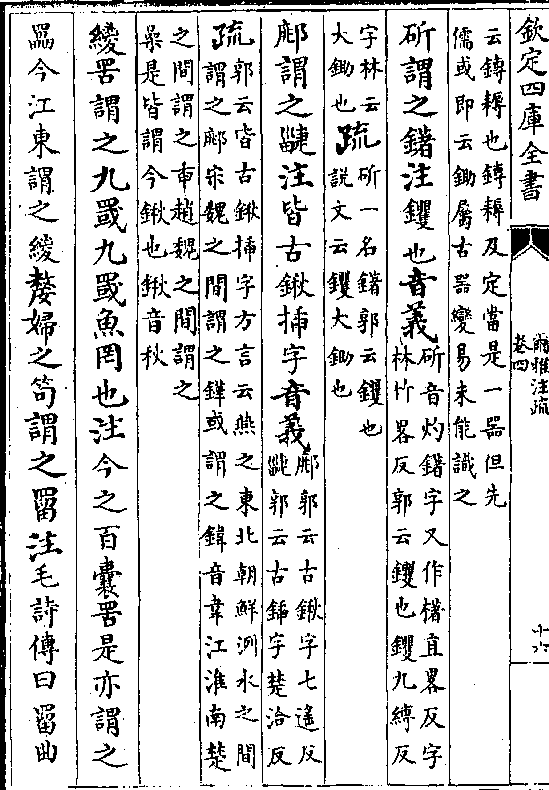 欽定四庫全書
爾雅注疏
卷四
十六
云鎛耨也鎛耨及定當是一器但先
儒或即云鋤屬古器變易未能識之
斫謂之鐯注钁也音義
斫音灼鐯字又作櫡直畧反字
林竹畧反郭云钁也钁九縛反
字林云斫一名鐯郭云钁也
大鋤也疏
說文云钁大鋤也
𣂁謂之疀注皆古鍬插字音義
𣂁郭云古鍬字七遙反
疀郭云古鍤字楚洽反
疏
郭云皆古鍬插字方言云燕之東北朝鮮洌水之間
謂之𣂁宋魏之間謂之鏵或謂之鍏音韋江淮南楚
之間謂之臿趙魏之間謂之
喿是皆謂今鍬也鍬音秋
緵罟謂之九罭九罭魚罔也注今之百囊罟是亦謂之
䍡今江東謂之緵嫠婦之笱謂之罶注毛詩傳曰罶曲